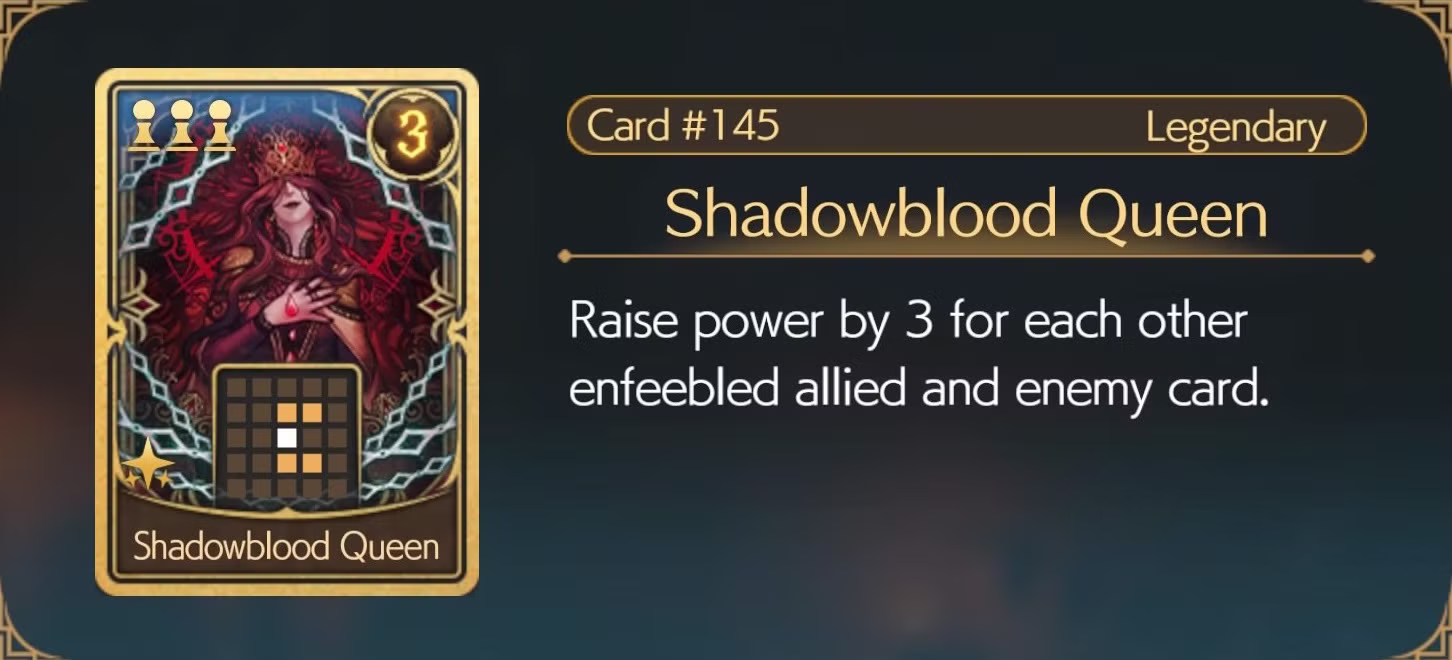 3
Shadowblood Queen
Card #145
Legendary
Shadowblood Queen
Raise power by 3 for each other
enfeebled allied and enemy card.